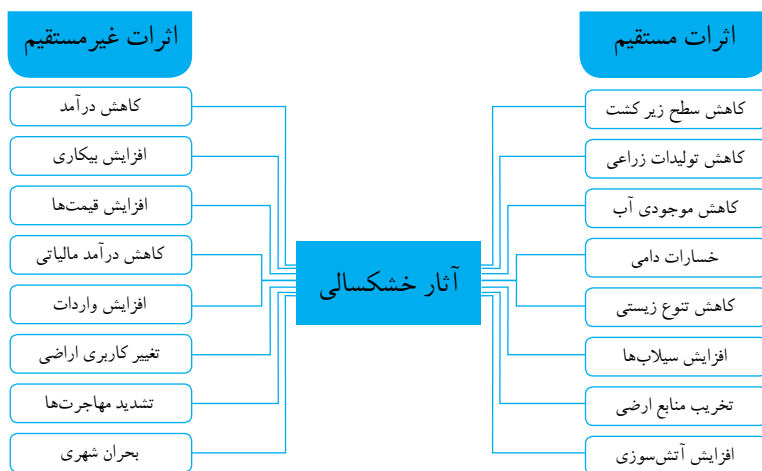 اثرات مستقیم
کاهش سطح زیر کشت
کاهش تولیدات زراعی
کاهش موجودی آب
خسارات دامی
کاهش تنوع زیستی
افزایش سیلاب‌ها
تخریب منابع ارضی
افزایش آتش‌سوزی
آثار خشکسالی
اثرات غیرمستقیم
کاهش درآمد
افزایش بیکاری
افزایش قیمت‌ها
کاهش درآمد مالیاتی
افزایش واردات
تغییر کاربری اراضی
تشدید مهاجرت‌ها
بحران شهری